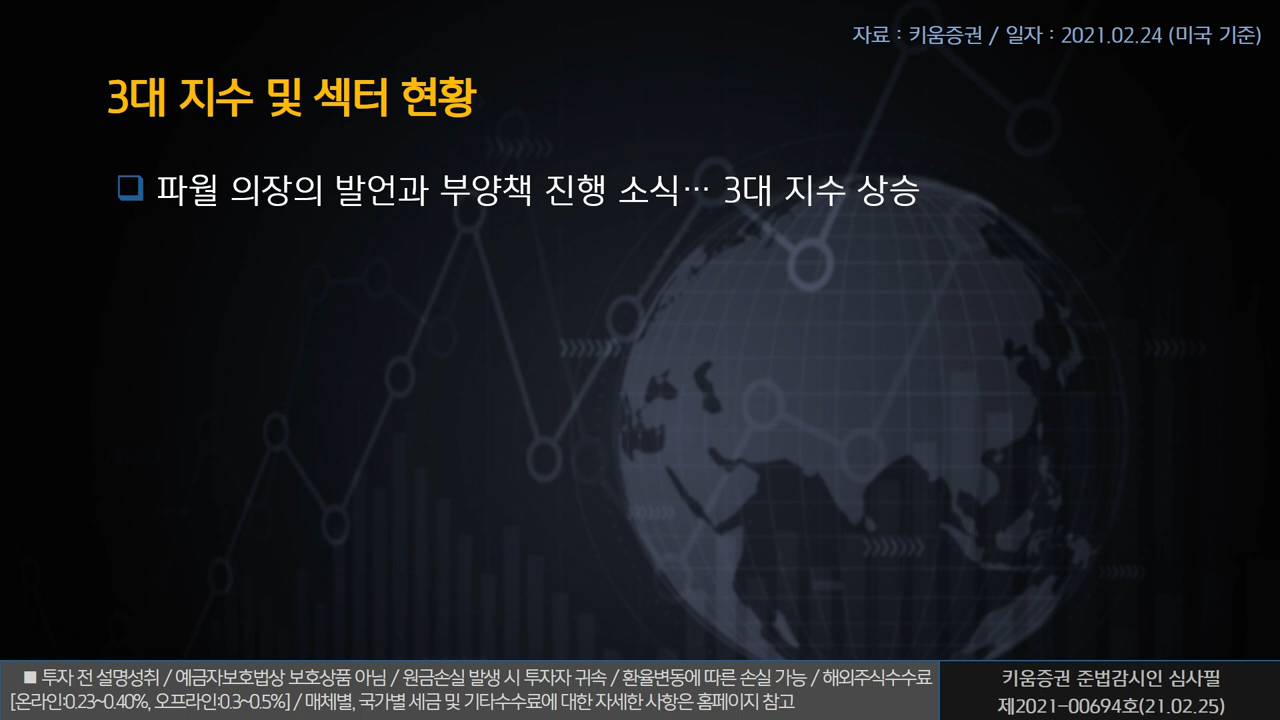 자료 : 키움증권 / 일자 : 2021.02.24 (미국 기준)
3대 지수 및 섹터 현황
❑ 파월 의장의 발언과 부양책 진행 소식… 3대 지수 상승
■ 투자 전 설명성취 / 예금자보호법상 보호상품 아님 / 원금손실 발생 시 투자자 귀속 / 환율변동에 따른 손실 가능 / 해외주식수수료
[온라인:0.23~0.40%, 오프라인:0.3~0.5%] / 매체별, 국가별 세금 및 기타수수료에 대한 자세한 사항은 홈페이지 참고
키움증권 준법감시인 심사필
제2021-00694호(21.02.25)